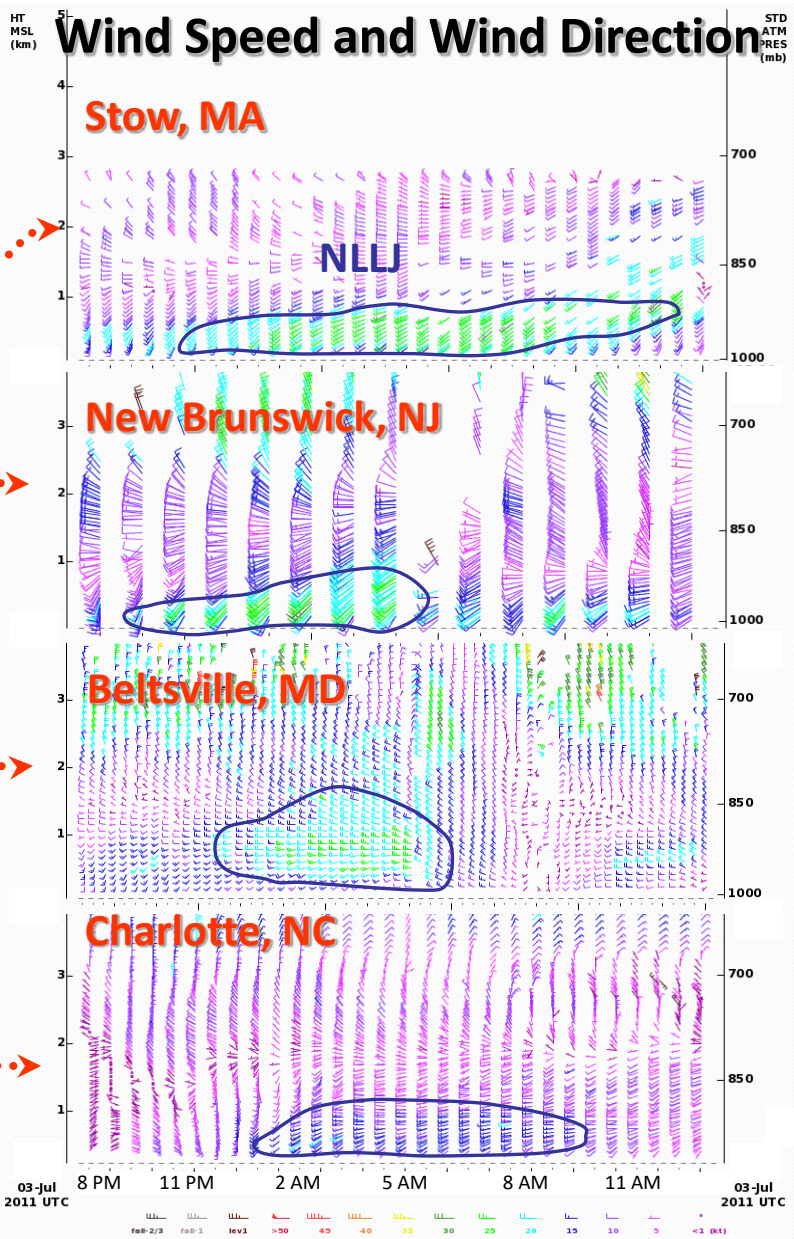 Wind Speed and Wind Direction
HT
MSL
(km)
STD
ATM
PRES
(mb)
5
4
Stow, MA
3
700
2
NLLJ
850
1
1000
New Brunswick, NJ
3
700
2
850
1
1000
Beltsville, MD
3
700
2
850
1
1000
Charlotte, NC
3
700
2
850
1
03-Jul
2011 UTC
8 PM 11 PM 2 AM 5 AM 8 AM 11 AM
03-Jul
2011 UTC
fall-2/3 fall-1 lev1 >50 45 40 35 30 25 20 15 10 5 <1 (kt)